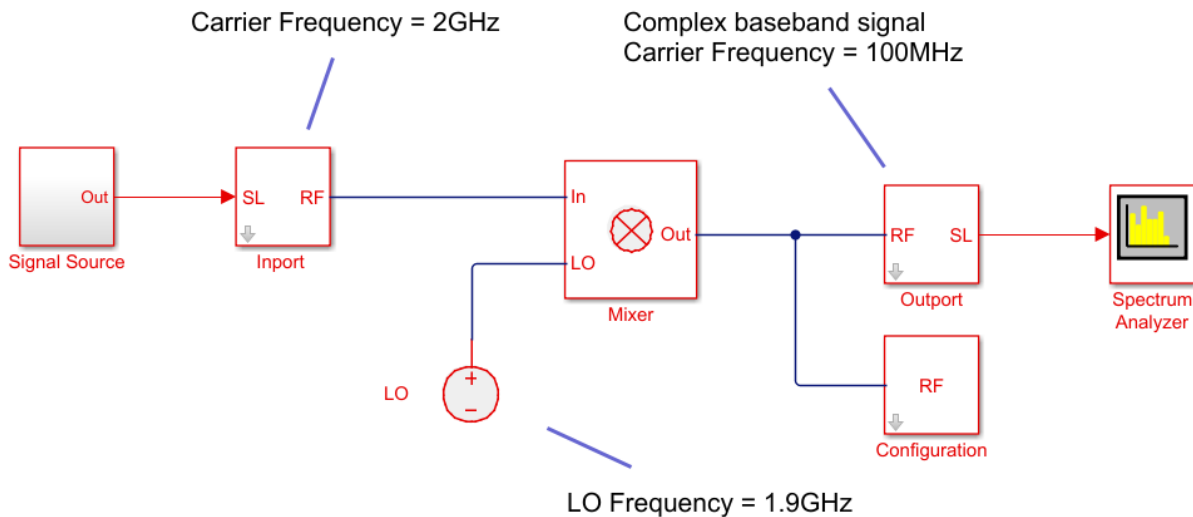 Carrier Frequency = 2GHz
Complex baseband signal
Carrier Frequency = 100MHz
Out
SL
RF
In
LO
Out
RF
SL
Signal Source
Inport
Mixer
Outport
Spectrum
Analyzer
LO
+
−
RF
Configuration
LO Frequency = 1.9GHz